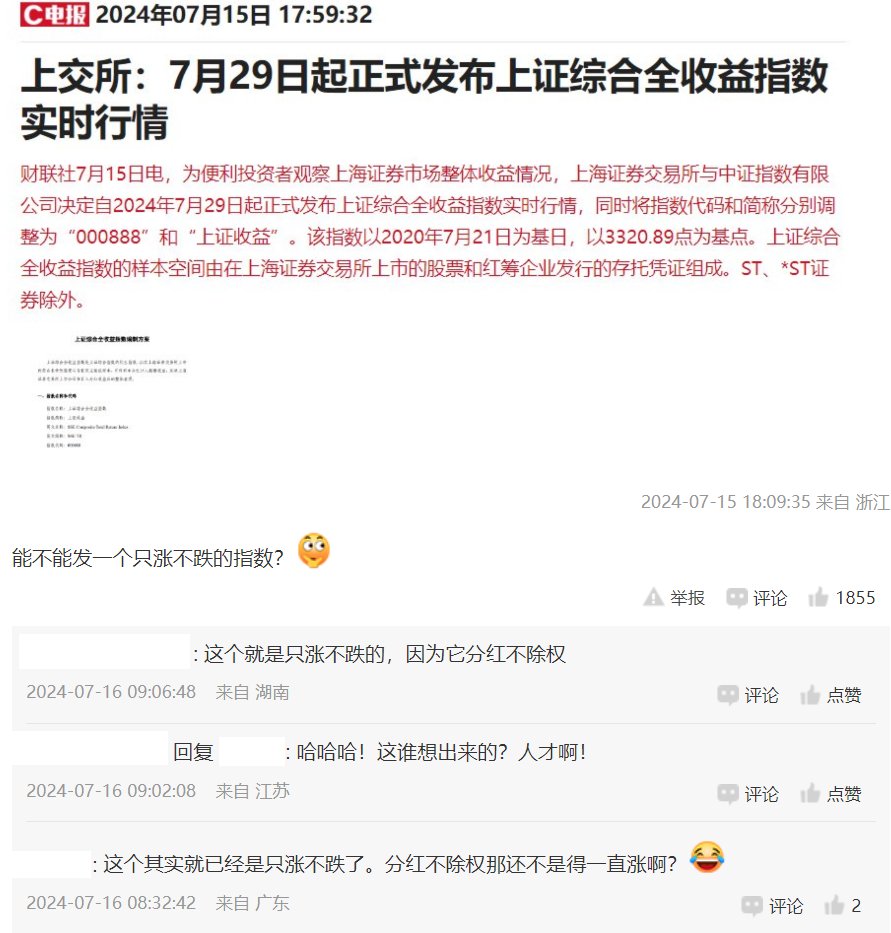 C电报 2024年07月15日 17:59:32
上交所：7月29日起正式发布上证综合全收益指数
实时行情
财联社7月15日电，为便利投资者观察上海证券市场整体收益情况，上海证券交易所与中证指数有限
公司决定自2024年7月29日起正式发布上证综合全收益指数实时行情，同时将指数代码和简称分别调
整为“000888”和“上证收益”。该指数以2020年7月21日为基日，以3320.89点为基点。上证综合
全收益指数的样本空间由在上海证券交易所上市的股票和红筹企业发行的存托凭证组成。ST、*ST证
券除外。
上证综合全收益指数编制方案
2024-07-15 18:09:35 来自 浙江
能不能发一个只涨不跌的指数？
举报 评论 1855
: 这个就是只涨不跌的，因为它分红不除权
2024-07-16 09:06:48 来自 湖南
评论 点赞
回复 : 哈哈哈！这谁想出来的？人才啊！
2024-07-16 09:02:08 来自 江苏
评论 点赞
: 这个其实就已经是只涨不跌了。分红不除权那还不是得一直涨啊？
2024-07-16 08:32:42 来自 广东
评论 2